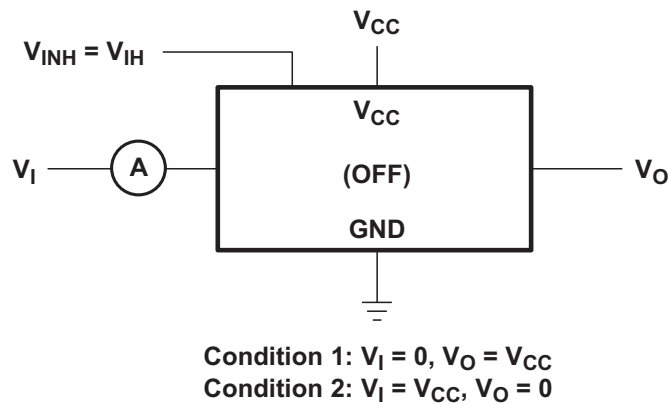 V_CC
V_INH = V_IH
V_CC
V_I
A
(OFF)
V_O
GND
Condition 1: V_I = 0, V_O = V_CC
Condition 2: V_I = V_CC, V_O = 0